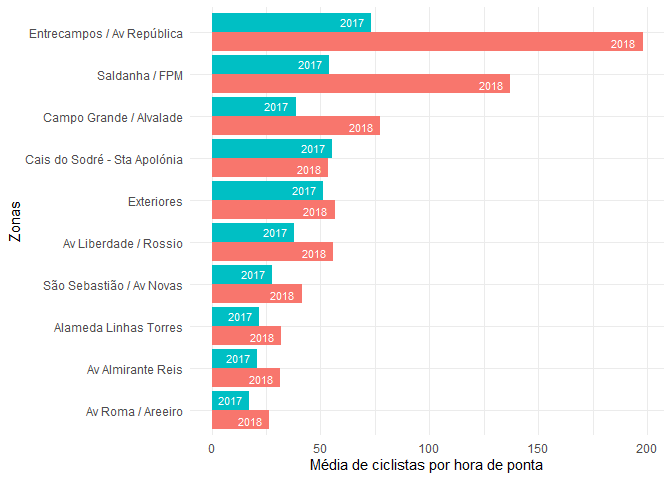 Zonas
Entrecampos / Av República
2017
2018
Saldanha / FPM
2017
2018
Campo Grande / Alvalade
2017
2018
Cais do Sodré - Sta Apolónia
2017
2018
Exteriores
2017
2018
Av Liberdade / Rossio
2017
2018
São Sebastião / Av Novas
2017
2018
Alameda Linhas Torres
2017
2018
Av Almirante Reis
2017
2018
Av Roma / Areeiro
2017
2018
0 50 100 150 200
Média de ciclistas por hora de ponta